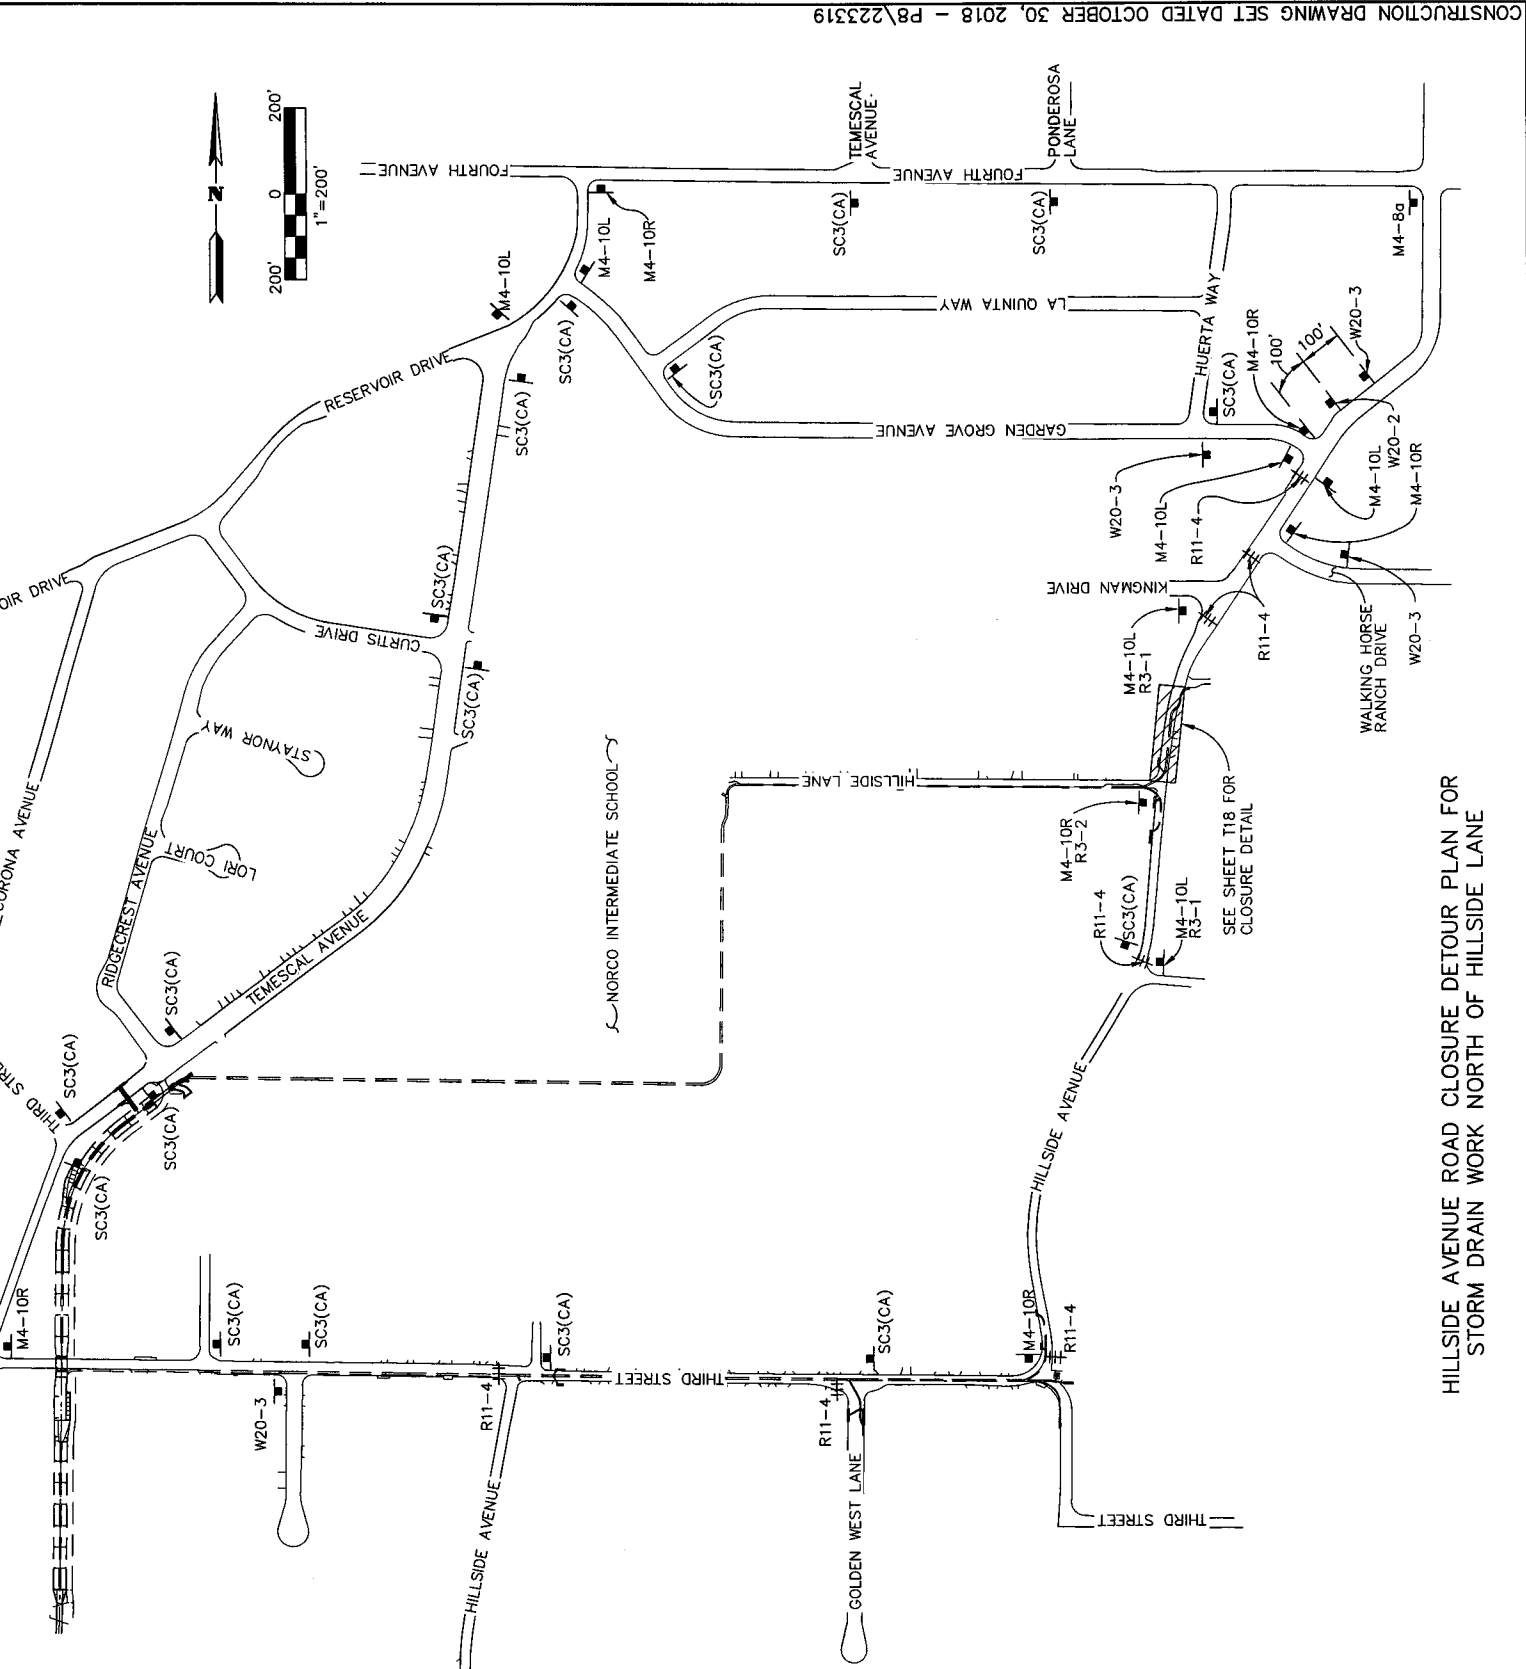 CONSTRUCTION DRAWING SET DATED OCTOBER 30, 2018 - P8\223319
200'
0
200'
1"=200'
N
FOURTH AVENUE
TEMESCAL
AVENUE
PONDEROSA
LANE
FOURTH AVENUE
M4-10L
M4-10L
M4-10R
SC3(CA)
SC3(CA)
M4-8a
RESERVOIR DRIVE
SC3(CA)
SC3(CA)
SC3(CA)
LA QUINTA WAY
HUERTA WAY
SC3(CA)
M4-10R
100'
100'
W20-3
GARDEN GROVE AVENUE
W20-3
M4-10L
R11-4
M4-10L
W20-2
M4-10R
OIR DRIVE
SC3(CA)
CURTIS DRIVE
SC3(CA)
KINGMAN DRIVE
M4-10L
R3-1
R11-4
WALKING HORSE
RANCH DRIVE
W20-3
STAYNOR WAY
LORI COURT
CORONA AVENUE
RIDGECREST AVENUE
TEMESCAL AVENUE
NORCO INTERMEDIATE SCHOOL
HILLSIDE LANE
M4-10R
R3-2
SEE SHEET T18 FOR
CLOSURE DETAIL
R11-4
SC3(CA)
M4-10L
R3-1
SC3(CA)
SC3(CA)
THIRD STRE
SC3(CA)
SC3(CA)
HILLSIDE AVENUE
M4-10R
SC3(CA)
SC3(CA)
SC3(CA)
SC3(CA)
M4-10R
R11-4
W20-3
R11-4
THIRD STREET
R11-4
HILLSIDE AVENUE
GOLDEN WEST LANE
THIRD STREET
HILLSIDE AVENUE ROAD CLOSURE DETOUR PLAN FOR
STORM DRAIN WORK NORTH OF HILLSIDE LANE